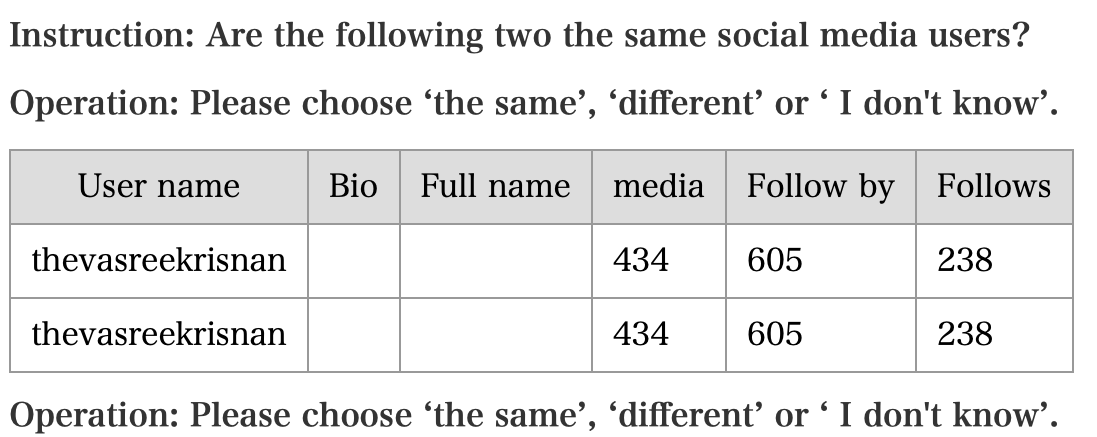 Instruction: Are the following two the same social media users?
Operation: Please choose ‘the same’, ‘different’ or ‘ I don't know’.
User name Bio Full name media Follow by Follows
thevasreekrisnan 434 605 238
thevasreekrisnan 434 605 238
Operation: Please choose ‘the same’, ‘different’ or ‘ I don't know’.